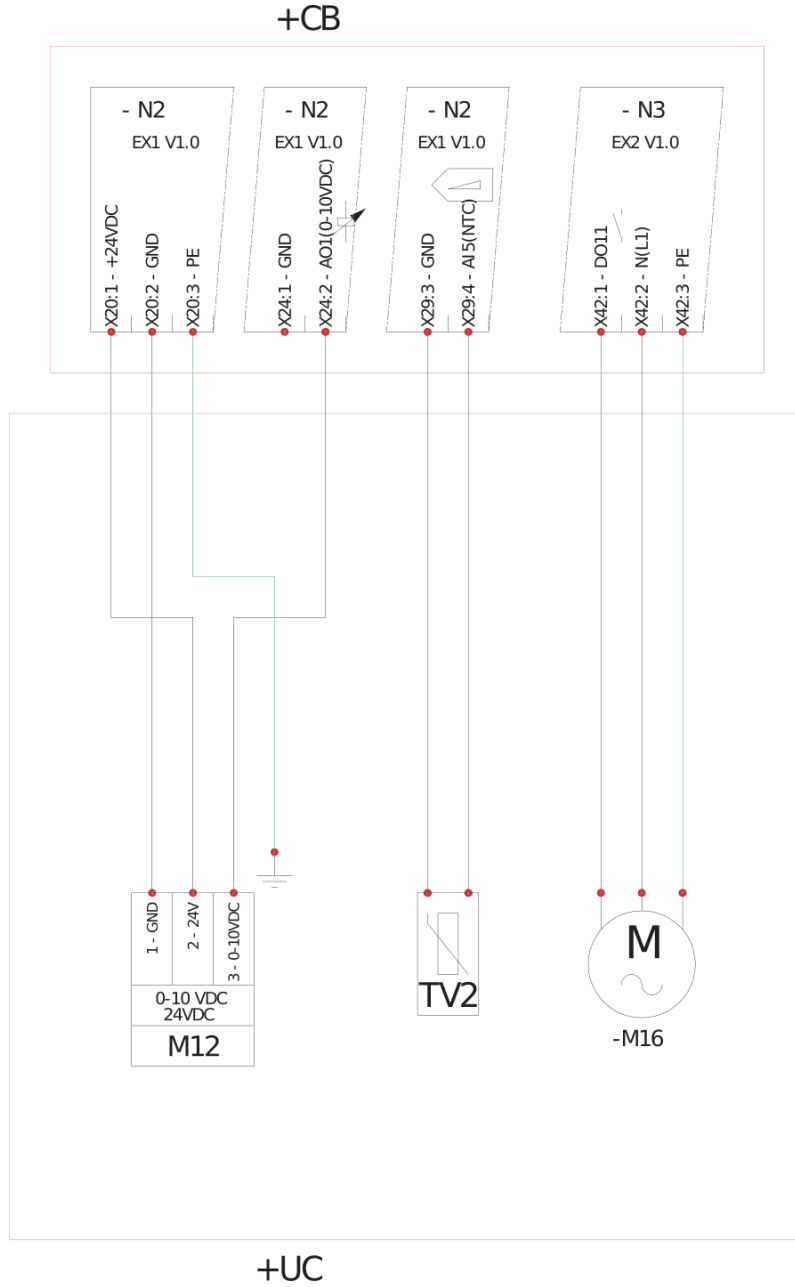 +CB
- N2
EX1 V1.0
X20:1 - +24VDC
X20:2 - GND
X20:3 - PE
- N2
EX1 V1.0
X24:1 - GND
X24:2 - AO1(0-10VDC)
- N2
EX1 V1.0
X29:3 - GND
X29:4 - AI5(NTC)
- N3
EX2 V1.0
X42:1 - DO11
X42:2 - N(L1)
X42:3 - PE
1 - GND
2 - 24V
3 - 0-10VDC
0-10 VDC
24VDC
M12
TV2
M
-M16
+UC